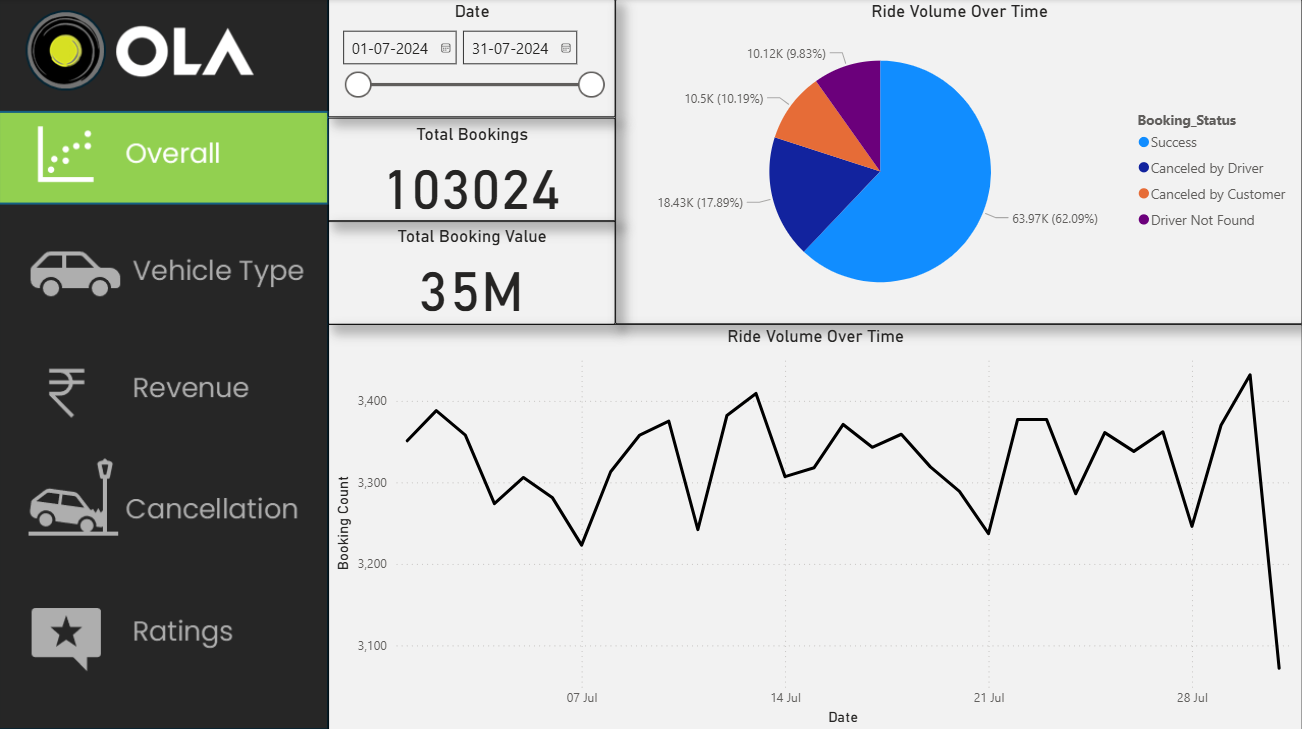 OLA
Overall
Vehicle Type
Revenue
Cancellation
Ratings
Date
01-07-2024
31-07-2024
Total Bookings
103024
Total Booking Value
35M
Ride Volume Over Time
10.12K (9.83%)
10.5K (10.19%)
18.43K (17.89%)
63.97K (62.09%)
Booking_Status
Success
Canceled by Driver
Canceled by Customer
Driver Not Found
Ride Volume Over Time
Booking Count
3,400
3,300
3,200
3,100
07 Jul
14 Jul
21 Jul
28 Jul
Date